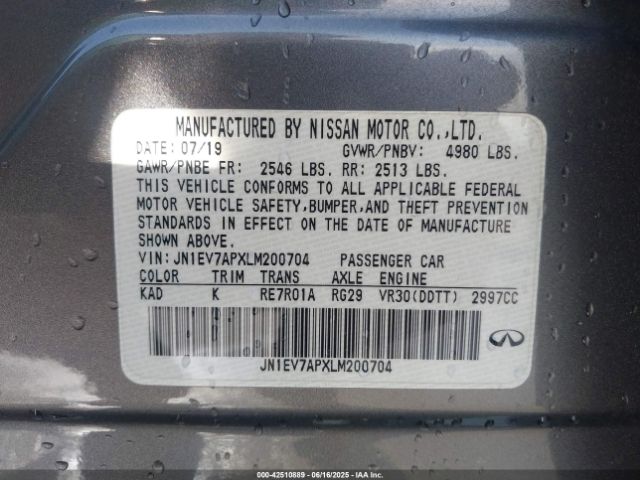 MANUFACTURED BY NISSAN MOTOR CO.,LTD.
DATE: 07/19 GVWR/PNBV: 4980 LBS.
GAWR/PNBE FR: 2546 LBS. RR: 2513 LBS.
THIS VEHICLE CONFORMS TO ALL APPLICABLE FEDERAL
MOTOR VEHICLE SAFETY,BUMPER,AND THEFT PREVENTION
STANDARDS IN EFFECT ON THE DATE OF MANUFACTURE
SHOWN ABOVE.
VIN:JN1EV7APXLM200704 PASSENGER CAR
COLOR TRIM TRANS AXLE ENGINE
KAD K RE7R01A RG29 VR30(DDTT) 2997CC
JN1EV7APXLM200704
000-42510889 - 06/16/2025 - IAAI.COM